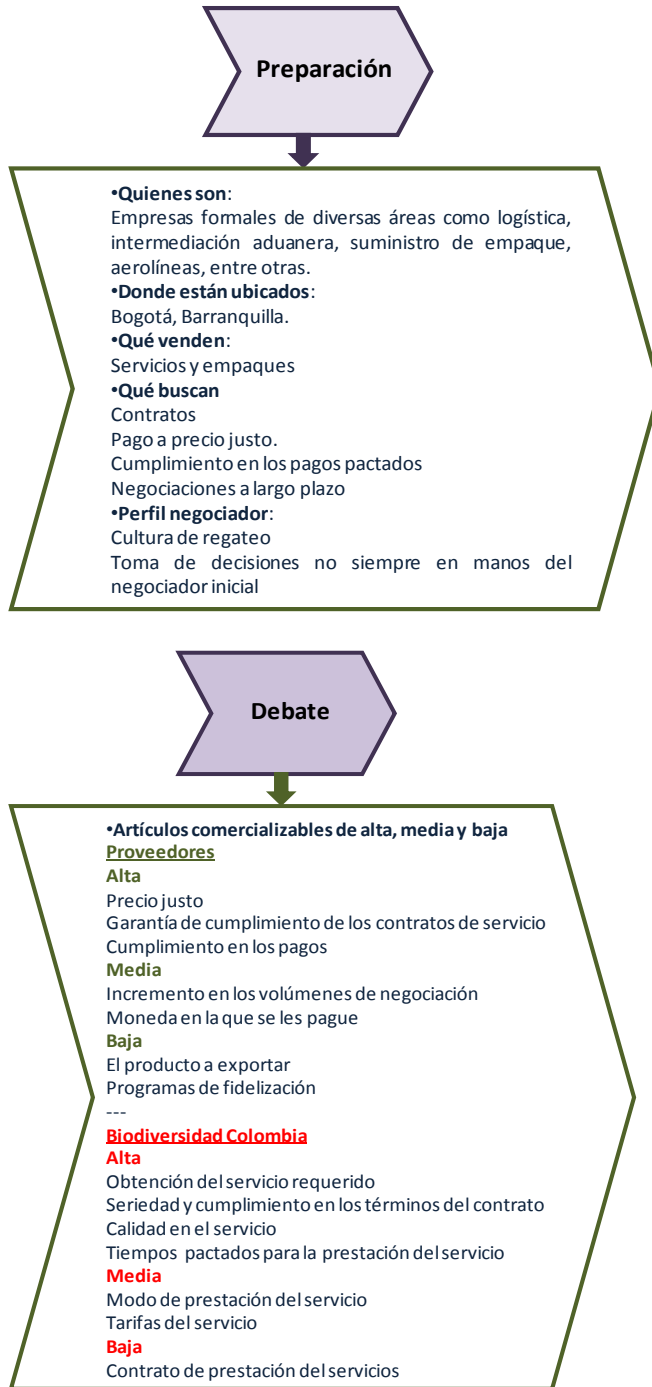 Preparación
•Quienes son:
Empresas formales de diversas áreas como logística,
intermediación aduanera, suministro de empaque,
aerolíneas, entre otras.
•Donde están ubicados:
Bogotá, Barranquilla.
•Qué venden:
Servicios y empaques
•Qué buscan
Contratos
Pago a precio justo.
Cumplimiento en los pagos pactados
Negociaciones a largo plazo
•Perfil negociador:
Cultura de regateo
Toma de decisiones no siempre en manos del
negociador inicial
Debate
•Artículos comercializables de alta, media y baja
Proveedores
Alta
Precio justo
Garantía de cumplimiento de los contratos de servicio
Cumplimiento en los pagos
Media
Incremento en los volúmenes de negociación
Moneda en la que se les pague
Baja
El producto a exportar
Programas de fidelización
---
Biodiversidad Colombia
Alta
Obtención del servicio requerido
Seriedad y cumplimiento en los términos del contrato
Calidad en el servicio
Tiempos pactados para la prestación del servicio
Media
Modo de prestación del servicio
Tarifas del servicio
Baja
Contrato de prestación del servicios